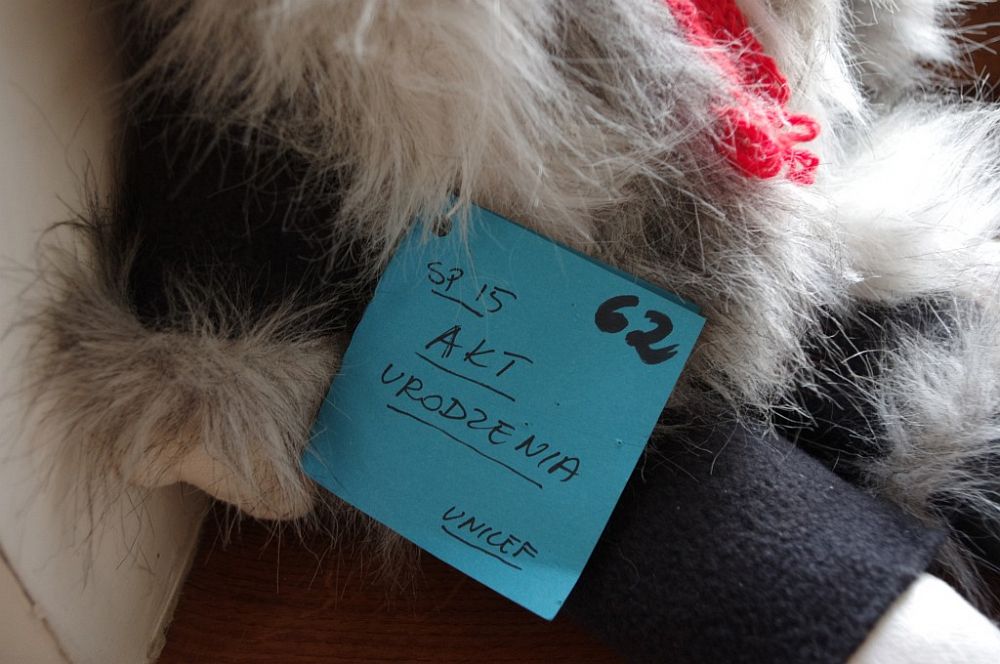 SP 15
62
AKT
URODZENIA
UNICEF